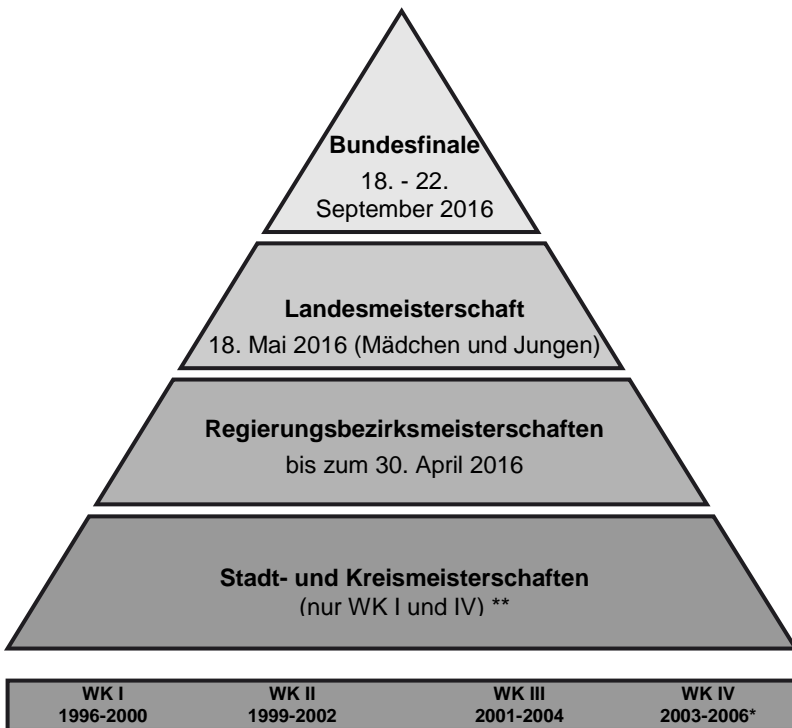 Bundesfinale
18. - 22.
September 2016
Landesmeisterschaft
18. Mai 2016 (Mädchen und Jungen)
Regierungsbezirksmeisterschaften
bis zum 30. April 2016
Stadt- und Kreismeisterschaften
(nur WK I und IV) **
WK I WK II WK III WK IV
1996-2000 1999-2002 2001-2004 2003-2006*